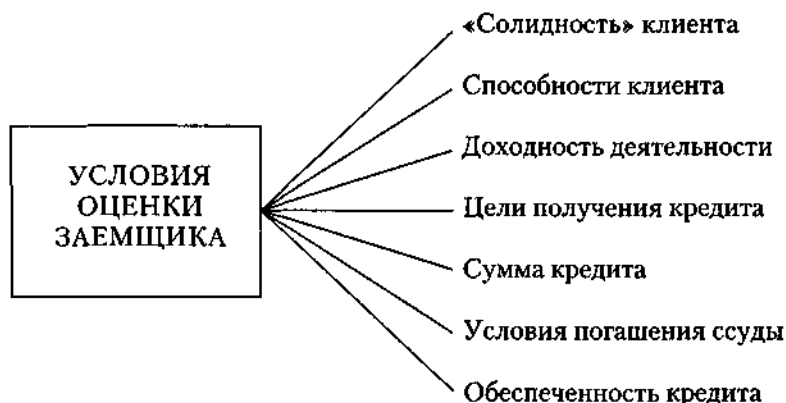 УСЛОВИЯ
ОЦЕНКИ
ЗАЕМЩИКА
«Солидность» клиента
Способности клиента
Доходность деятельности
Цели получения кредита
Сумма кредита
Условия погашения ссуды
Обеспеченность кредита